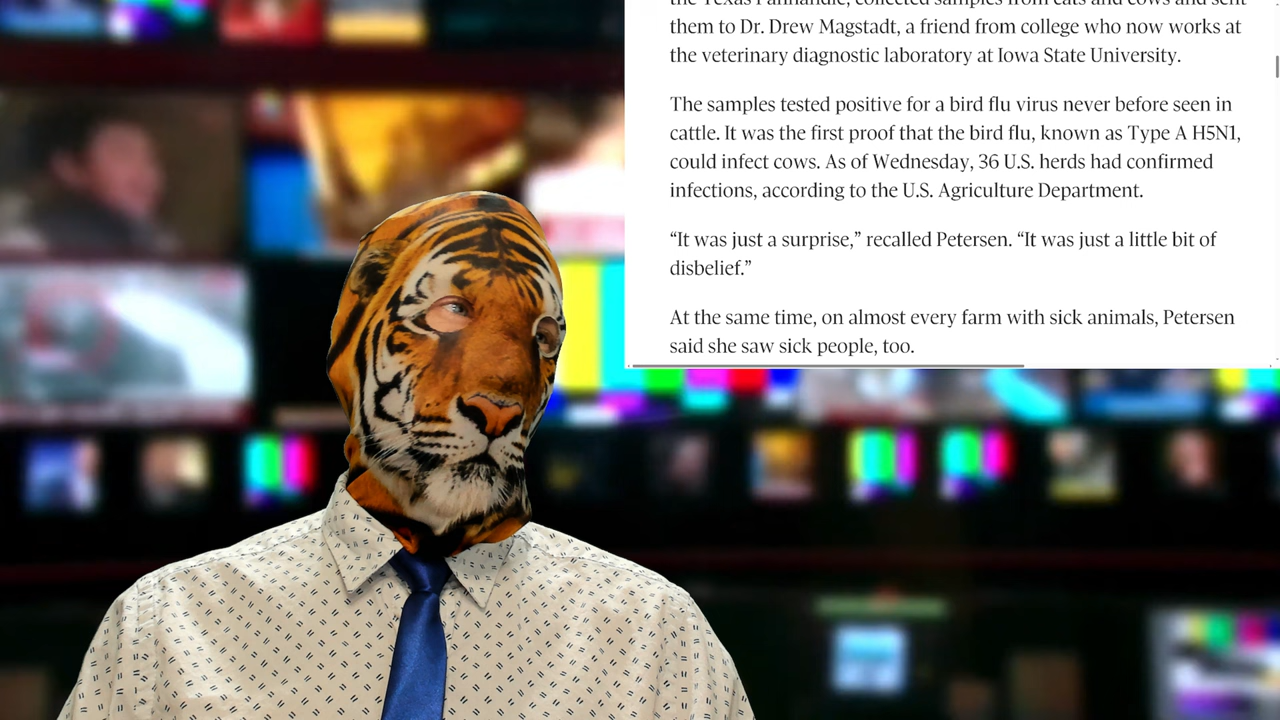 the Texas Panhandle, collected samples from cats and cows and sent
them to Dr. Drew Magstadt, a friend from college who now works at
the veterinary diagnostic laboratory at Iowa State University.
The samples tested positive for a bird flu virus never before seen in
cattle. It was the first proof that the bird flu, known as Type A H5N1,
could infect cows. As of Wednesday, 36 U.S. herds had confirmed
infections, according to the U.S. Agriculture Department.
“It was just a surprise,” recalled Petersen. “It was just a little bit of
disbelief.”
At the same time, on almost every farm with sick animals, Petersen
said she saw sick people, too.